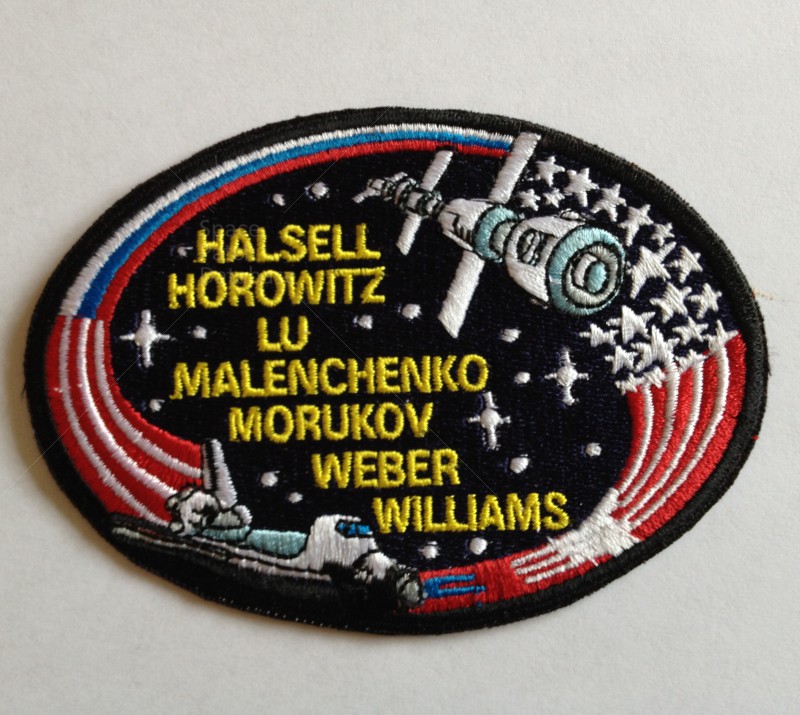 HALSELL
HOROWITZ
LU
MALENCHENKO
MORUKOV
WEBER
WILLIAMS